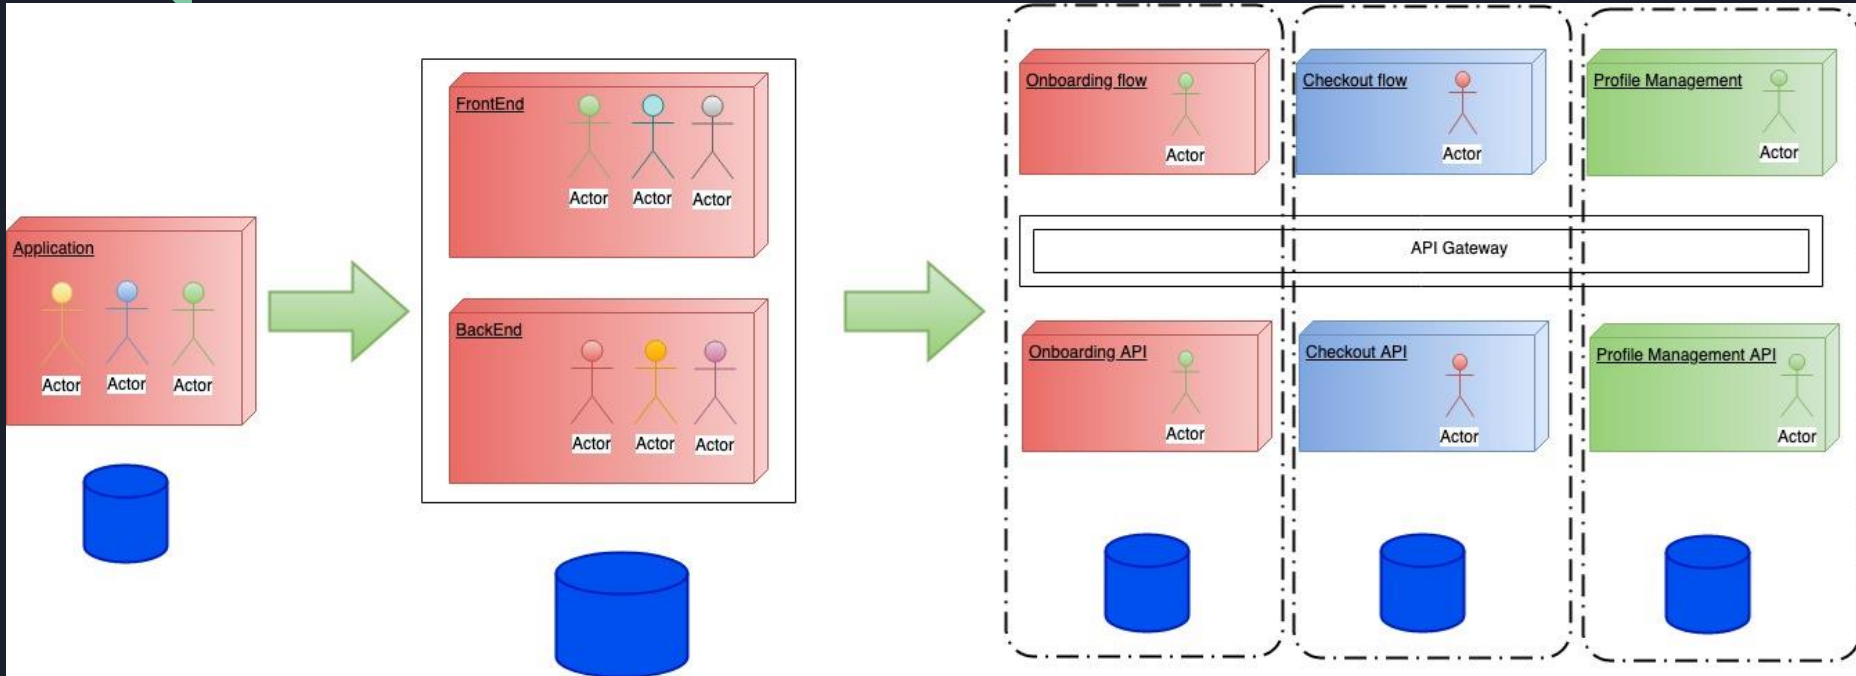 Application
Actor
Actor
Actor
FrontEnd
Actor
Actor
Actor
BackEnd
Actor
Actor
Actor
Onboarding flow
Actor
Checkout flow
Actor
Profile Management
Actor
API Gateway
Onboarding API
Actor
Checkout API
Actor
Profile Management API
Actor